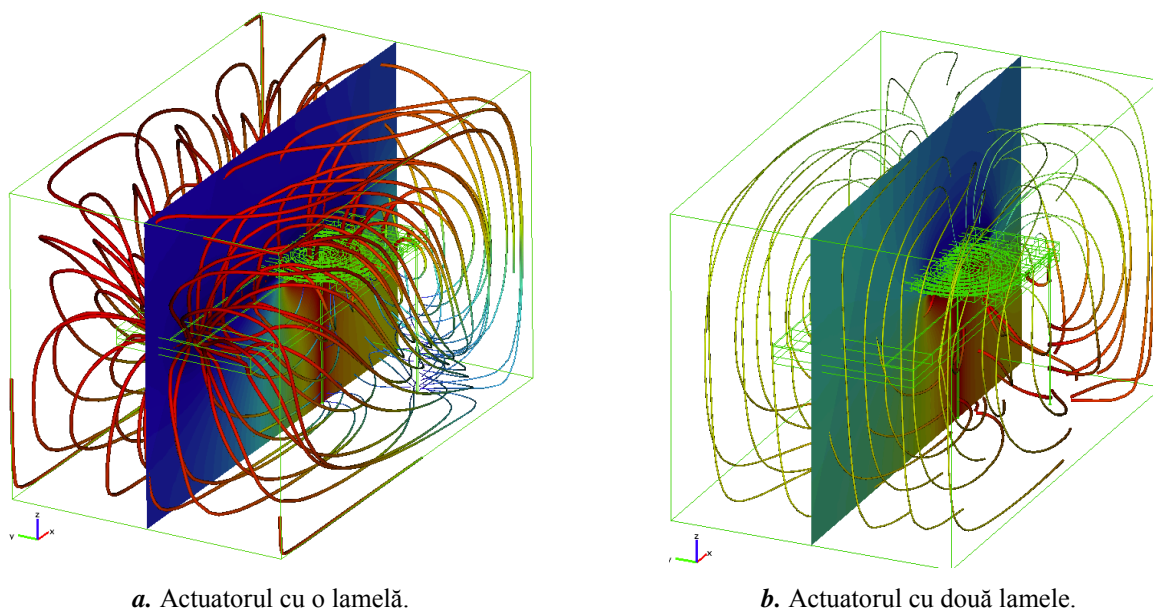 z
y
x
z
y
x
a. Actuatorul cu o lamelă.
b. Actuatorul cu două lamele.